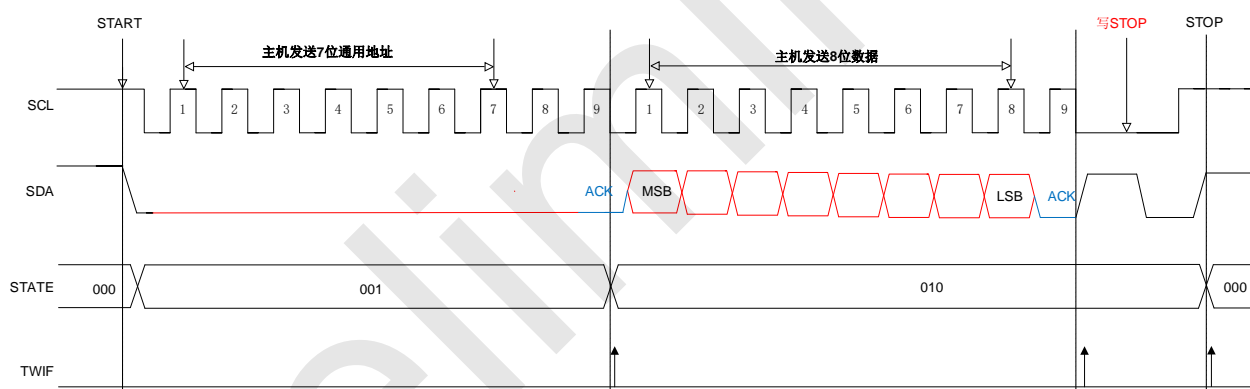 START
写STOP
STOP
主机发送7位通用地址
主机发送8位数据
SCL
1 2 3 4 5 6 7 8 9 1 2 3 4 5 6 7 8 9
SDA
ACK MSB LSB ACK
STATE
000 001 010 000
TWIF